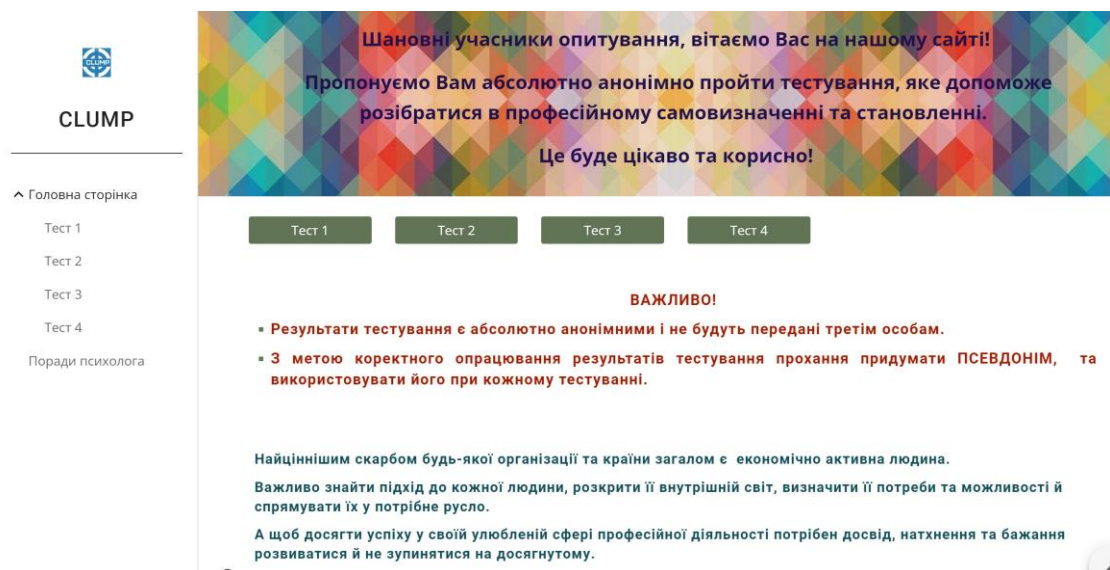 CLUMP
CLUMP
Головна сторінка
Тест 1
Тест 2
Тест 3
Тест 4
Поради психолога
Шановні учасники опитування, вітаємо Вас на нашому сайті!
Пропонуємо Вам абсолютно анонімно пройти тестування, яке допоможе
розібратися в професійному самовизначенні та становленні.
Це буде цікаво та корисно!
Тест 1 Тест 2 Тест 3 Тест 4
ВАЖЛИВО!
▪ Результати тестування є абсолютно анонімними і не будуть передані третім особам.
▪ З метою коректного опрацювання результатів тестування прохання придумати ПСЕВДОНІМ, та
використовувати його при кожному тестуванні.
Найціннішим скарбом будь-якої організації та країни загалом є економічно активна людина.
Важливо знайти підхід до кожної людини, розкрити її внутрішній світ, визначити її потреби та можливості й
спрямувати їх у потрібне русло.
А щоб досягти успіху у своїй улюбленій сфері професійної діяльності потрібен досвід, натхнення та бажання
розвиватися й не зупинятися на досягнутому.